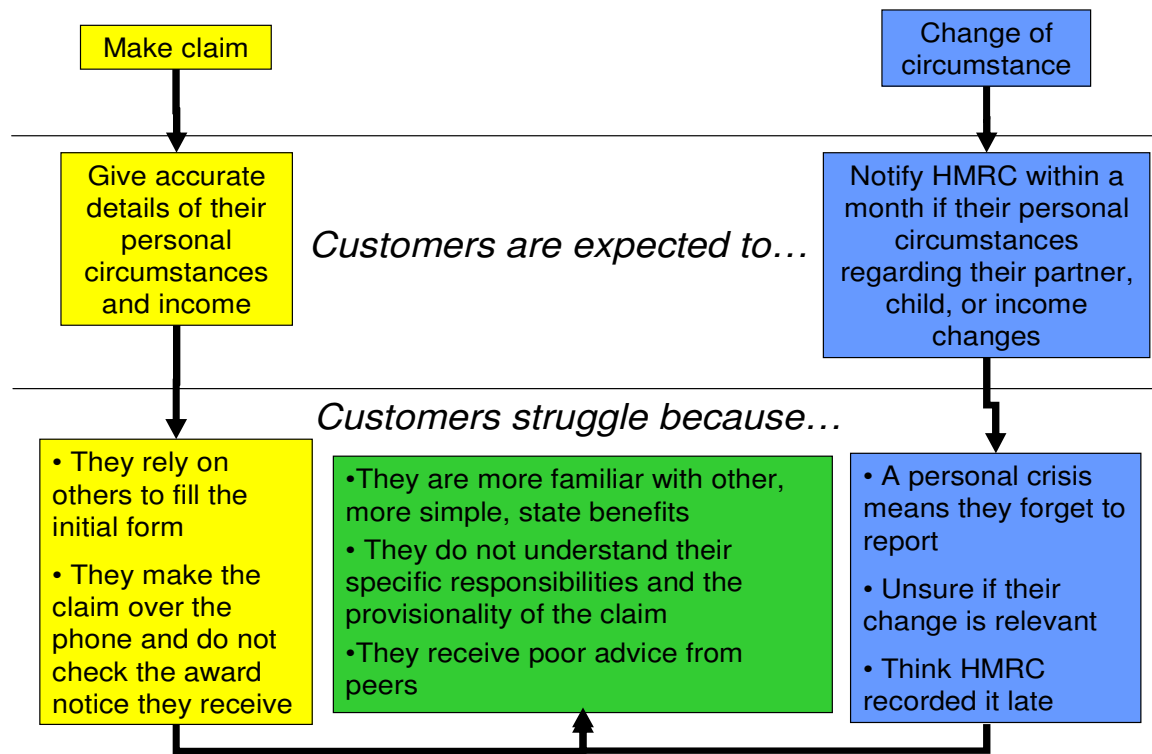 Make claim
Change of
circumstance
Give accurate
details of their
personal
circumstances
and income
Customers are expected to…
Notify HMRC within a
month if their personal
circumstances
regarding their partner,
child, or income
changes
Customers struggle because…
• They rely on
others to fill the
initial form
• They make the
claim over the
phone and do not
check the award
notice they receive
•They are more familiar with other,
more simple, state benefits
• They do not understand their
specific responsibilities and the
provisionality of the claim
•They receive poor advice from
peers
• A personal crisis
means they forget to
report
• Unsure if their
change is relevant
• Think HMRC
recorded it late